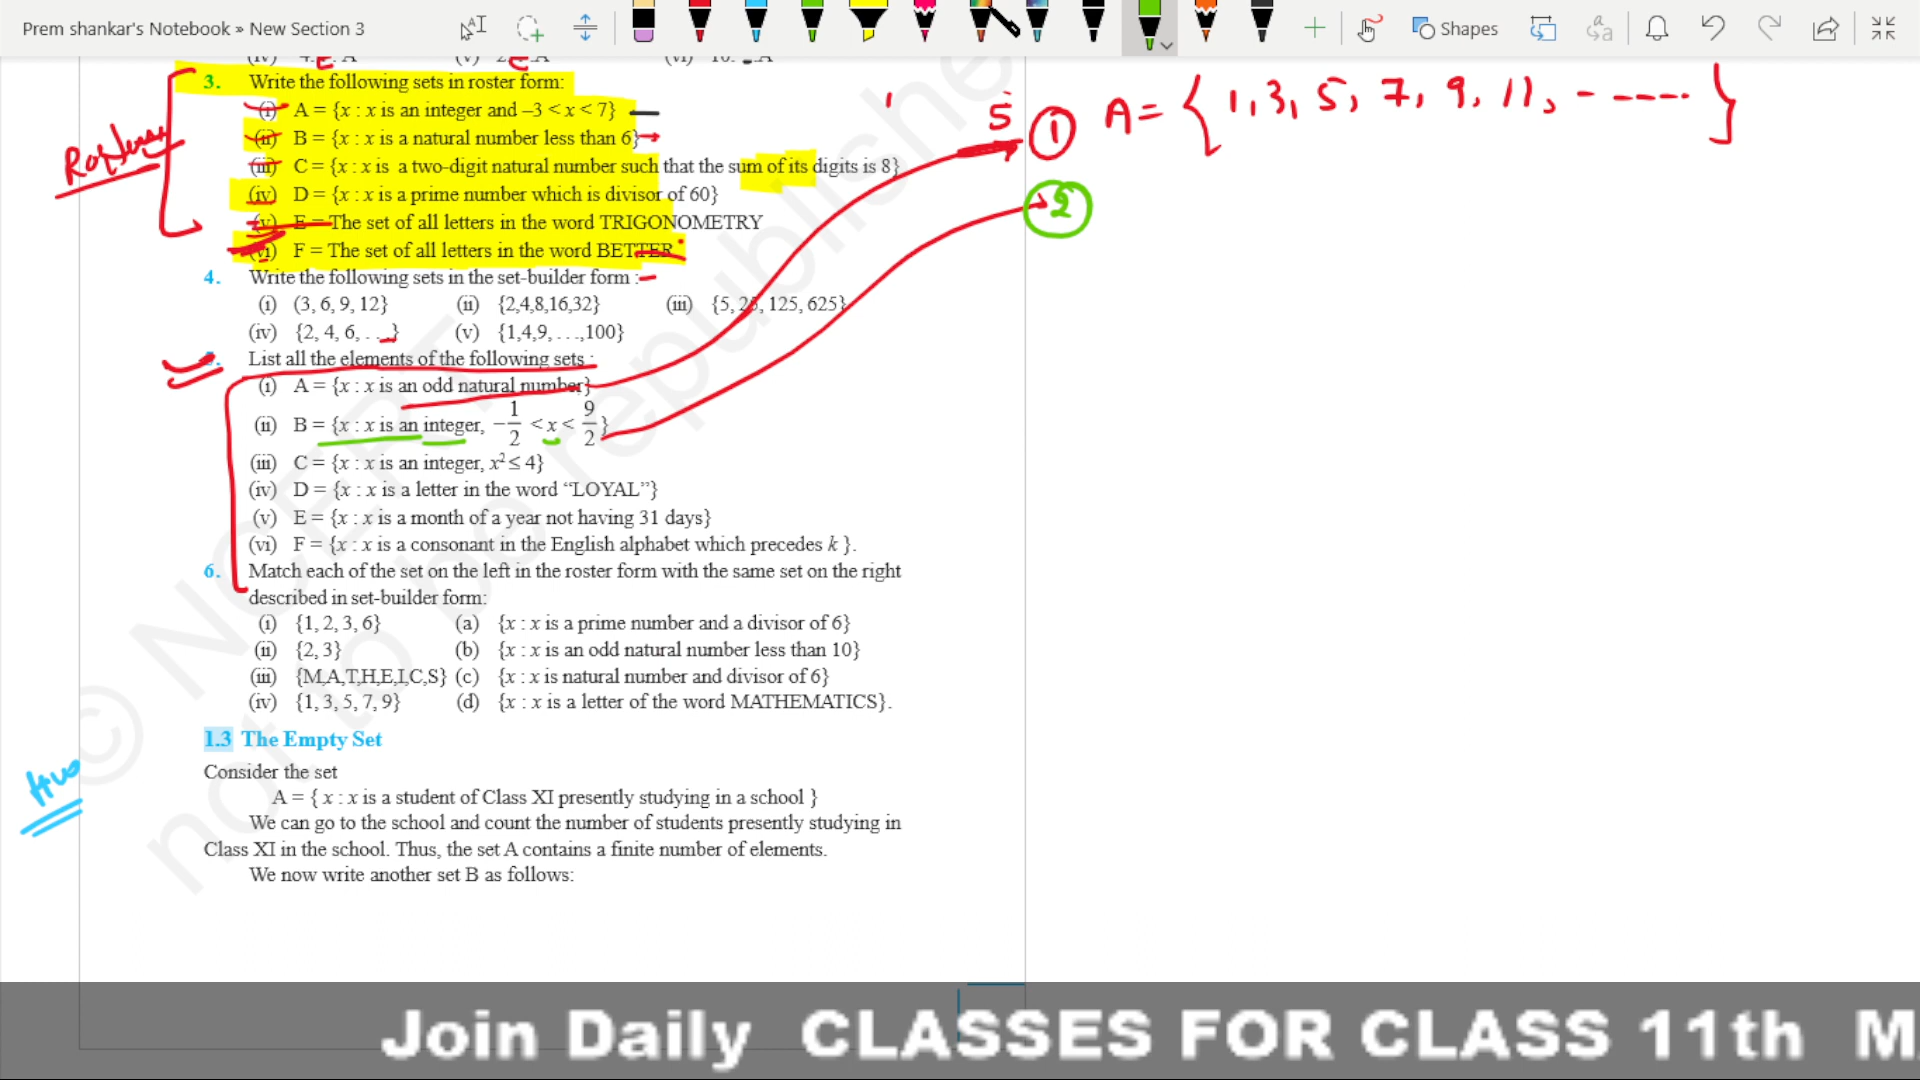 Prem shankar's Notebook » New Section 3
Shapes
3. Write the following sets in roster form:
(i) A = {x : x is an integer and –3 < x < 7}
(ii) B = {x : x is a natural number less than 6}
(iii) C = {x : x is a two-digit natural number such that the sum of its digits is 8}
(iv) D = {x : x is a prime number which is divisor of 60}
(v) E = The set of all letters in the word TRIGONOMETRY
(vi) F = The set of all letters in the word BETTER
4. Write the following sets in the set-builder form :
(i) (3, 6, 9, 12} (ii) {2,4,8,16,32} (iii) {5, 25, 125, 625}
(iv) {2, 4, 6, . . .} (v) {1,4,9, . . .,100}
List all the elements of the following sets :
(i) A = {x : x is an odd natural number}
(ii) B = {x : x is an integer, –1/2 < x < 9/2}
(iii) C = {x : x is an integer, x² ≤ 4}
(iv) D = {x : x is a letter in the word “LOYAL”}
(v) E = {x : x is a month of a year not having 31 days}
(vi) F = {x : x is a consonant in the English alphabet which precedes k }.
6. Match each of the set on the left in the roster form with the same set on the right
described in set-builder form:
(i) {1, 2, 3, 6} (a) {x : x is a prime number and a divisor of 6}
(ii) {2, 3} (b) {x : x is an odd natural number less than 10}
(iii) {M,A,T,H,E,I,C,S} (c) {x : x is natural number and divisor of 6}
(iv) {1, 3, 5, 7, 9} (d) {x : x is a letter of the word MATHEMATICS}.
1.3 The Empty Set
Consider the set
A = { x : x is a student of Class XI presently studying in a school }
We can go to the school and count the number of students presently studying in
Class XI in the school. Thus, the set A contains a finite number of elements.
We now write another set B as follows:
5 ① A = { 1, 3, 5, 7, 9, 11, - ----- }
②
© NCERT
not to be republished
Join Daily CLASSES FOR CLASS 11th